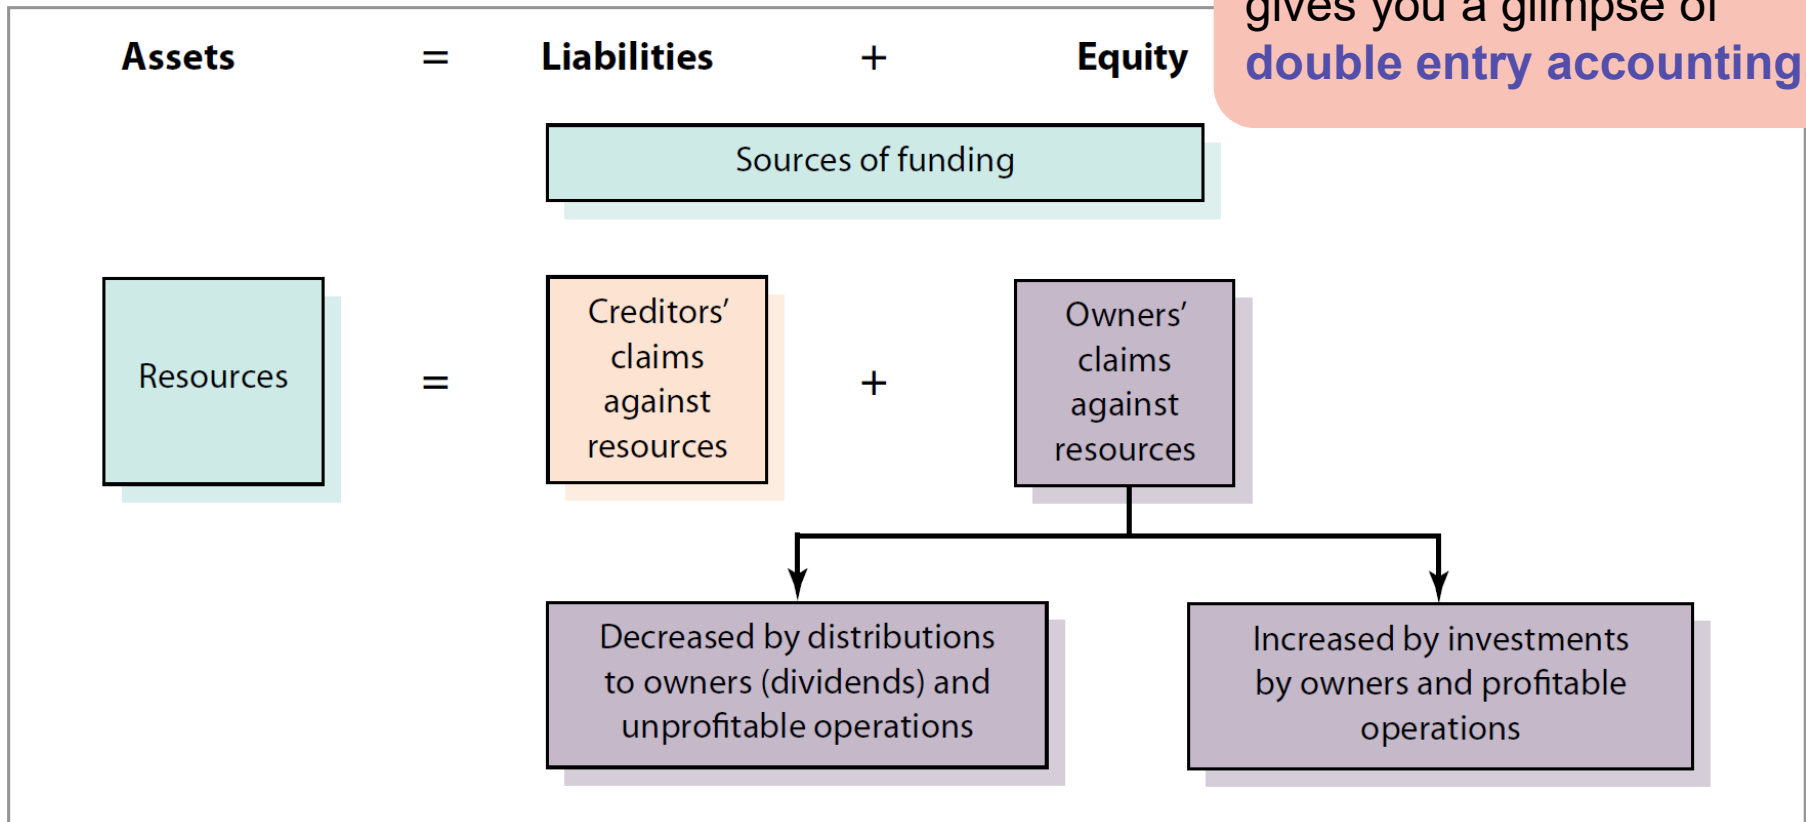 gives you a glimpse of
double entry accounting
Assets = Liabilities + Equity
Sources of funding
Resources
=
Creditors’
claims
against
resources
+
Owners’
claims
against
resources
Decreased by distributions
to owners (dividends) and
unprofitable operations
Increased by investments
by owners and profitable
operations